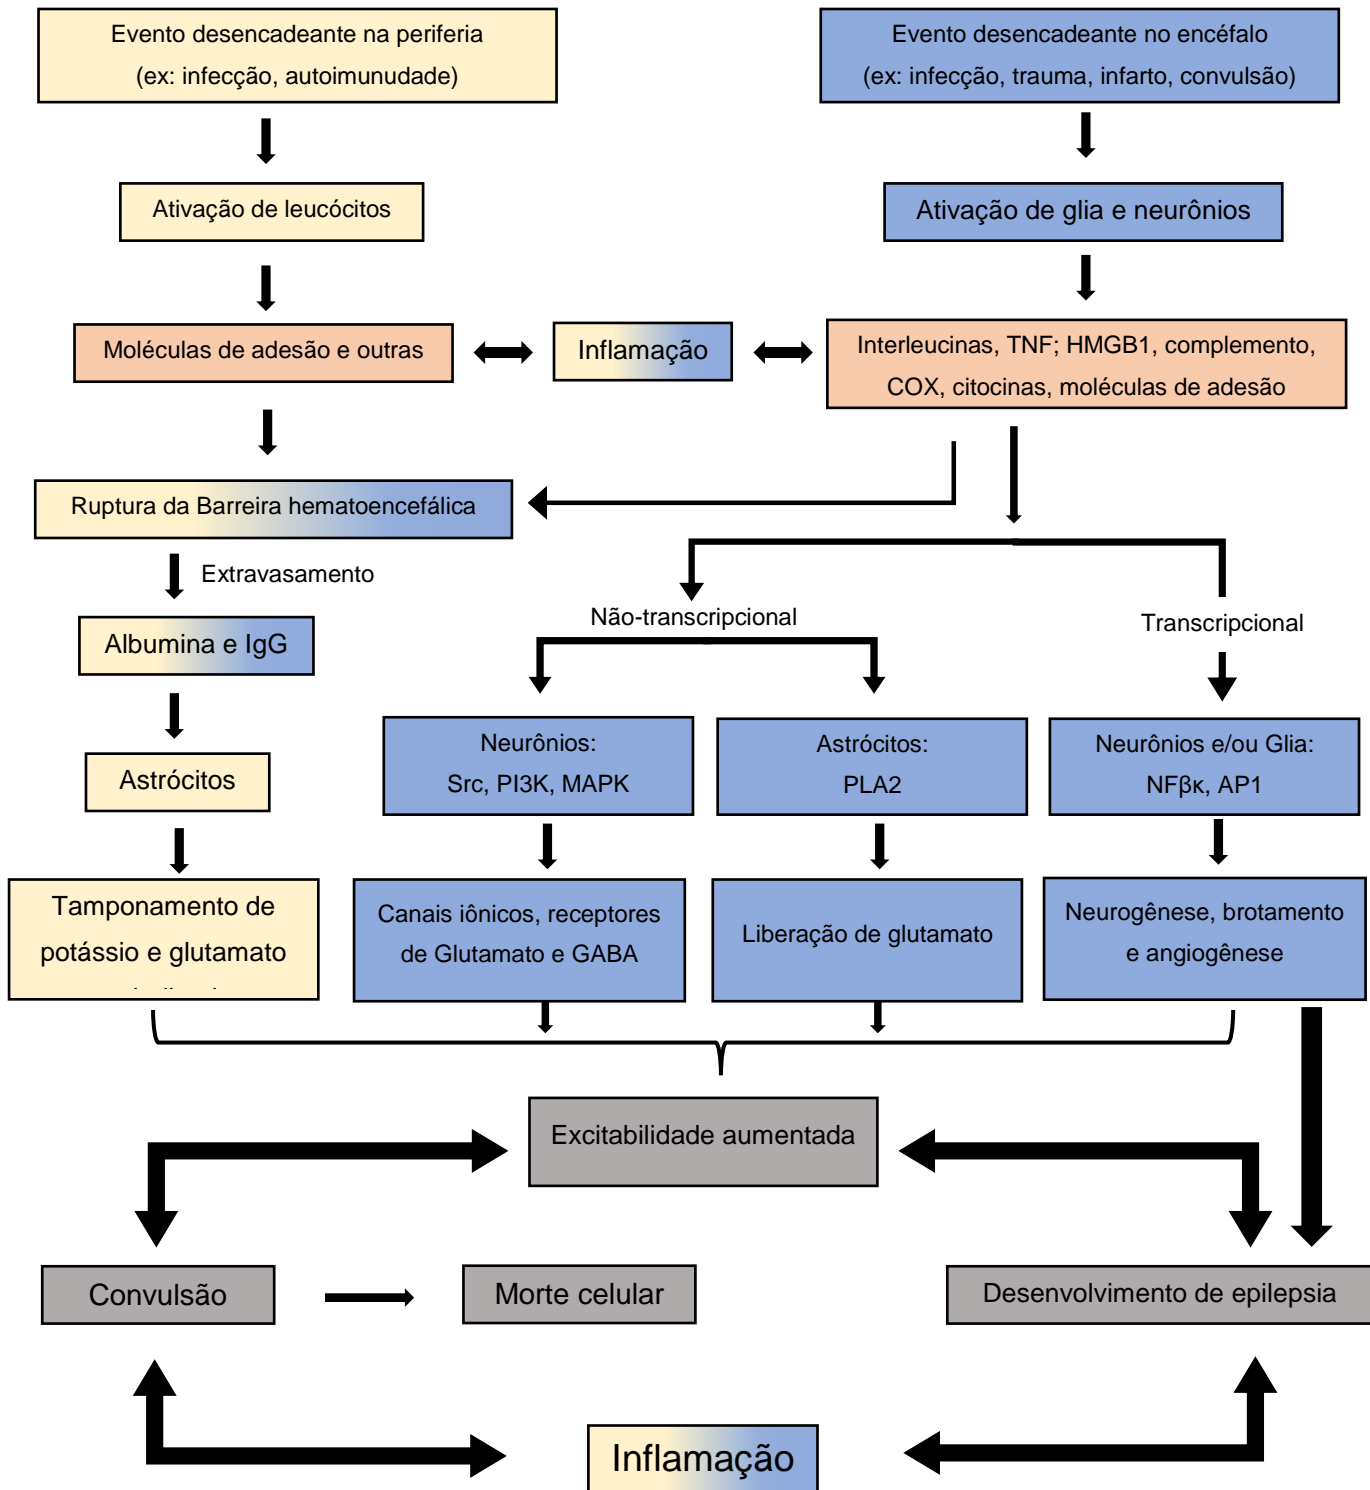 Evento desencadeante na periferia
(ex: infecção, autoimunudade)
Evento desencadeante no encéfalo
(ex: infecção, trauma, infarto, convulsão)
Ativação de leucócitos
Ativação de glia e neurônios
Moléculas de adesão e outras
Inflamação
Interleucinas, TNF; HMGB1, complemento,
COX, citocinas, moléculas de adesão
Ruptura da Barreira hematoencefálica
Extravasamento
Não-transcripcional
Transcripcional
Albumina e IgG
Astrócitos
Neurônios:
Src, PI3K, MAPK
Astrócitos:
PLA2
Neurônios e/ou Glia:
NFβκ, AP1
Tamponamento de
potássio e glutamato
Canais iônicos, receptores
de Glutamato e GABA
Liberação de glutamato
Neurogênese, brotamento
e angiogênese
Excitabilidade aumentada
Convulsão
Morte celular
Desenvolvimento de epilepsia
Inflamação